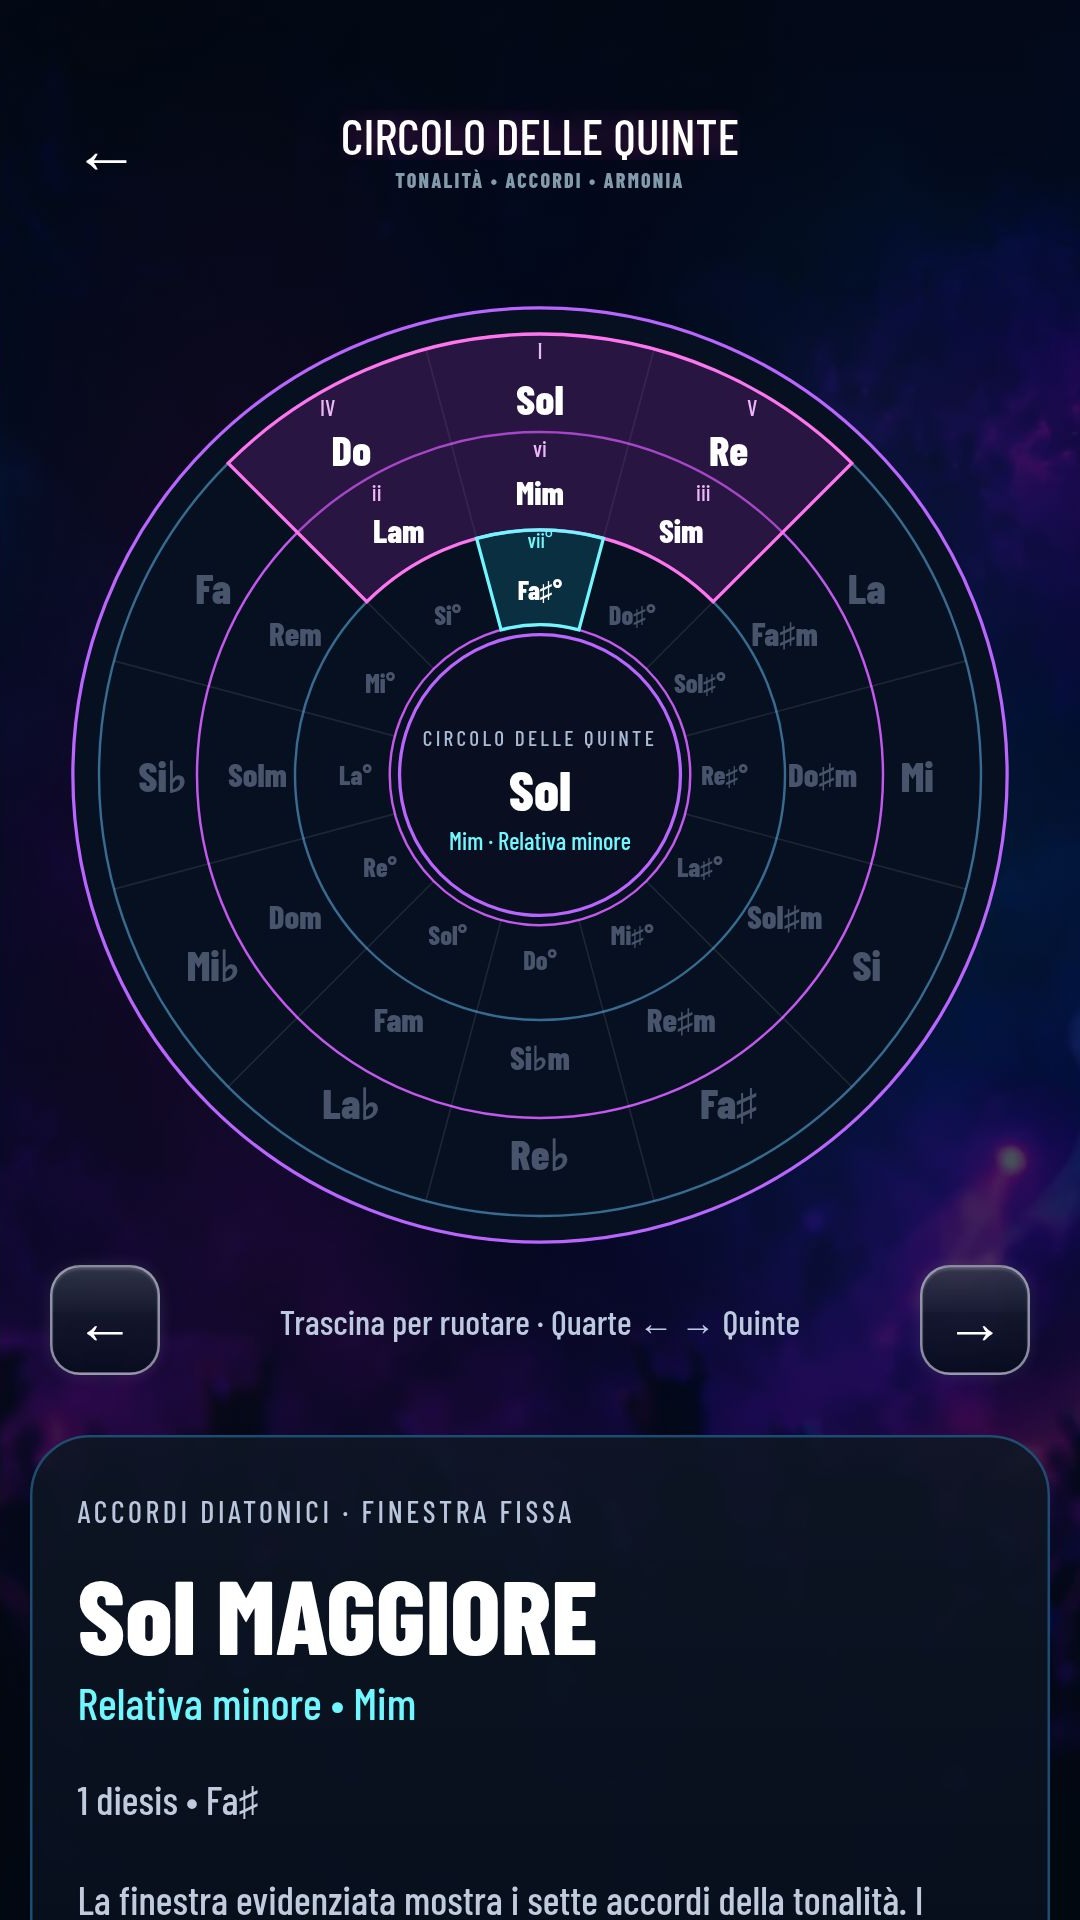 ←
CIRCOLO DELLE QUINTE
TONALITÀ • ACCORDI • ARMONIA
I
Sol
IV
V
Do
Re
vi
Mim
ii
iii
Lam
Sim
vii°
Fa♯°
Fa
La
Si°
Do♯°
Rem
Fa♯m
Mi°
Sol♯°
CIRCOLO DELLE QUINTE
Sol
Mim · Relativa minore
Si♭
Solm
La°
Re♯°
Do♯m
Mi
Re°
La♯°
Dom
Sol♯m
Sol°
Mi♯°
Do°
Mi♭
Si
Fam
Re♯m
Si♭m
La♭
Fa♯
Re♭
←
Trascina per ruotare · Quarte ← → Quinte
→
ACCORDI DIATONICI · FINESTRA FISSA
Sol MAGGIORE
Relativa minore • Mim
1 diesis • Fa♯
La finestra evidenziata mostra i sette accordi della tonalità. I